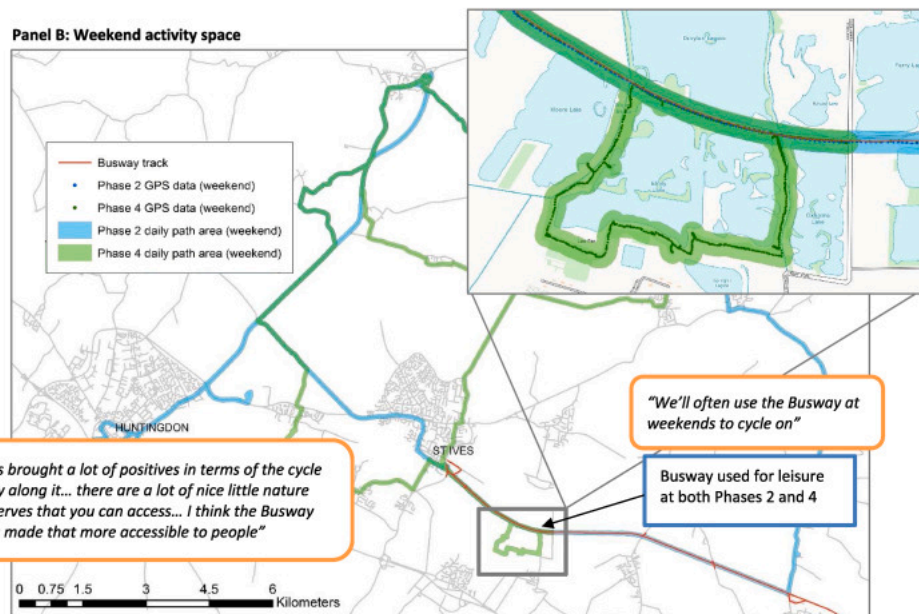 Panel B: Weekend activity space
Busway track
Phase 2 GPS data (weekend)
Phase 4 GPS data (weekend)
Phase 2 daily path area (weekend)
Phase 4 daily path area (weekend)
HUNTINGDON
ST IVES
“We’ll often use the Busway at
weekends to cycle on”
Busway used for leisure
at both Phases 2 and 4
brought a lot of positives in terms of the cycle
along it... there are a lot of nice little nature
that you can access... I think the Busway
made that more accessible to people”
0 0.75 1.5 3 4.5 6
Kilometers